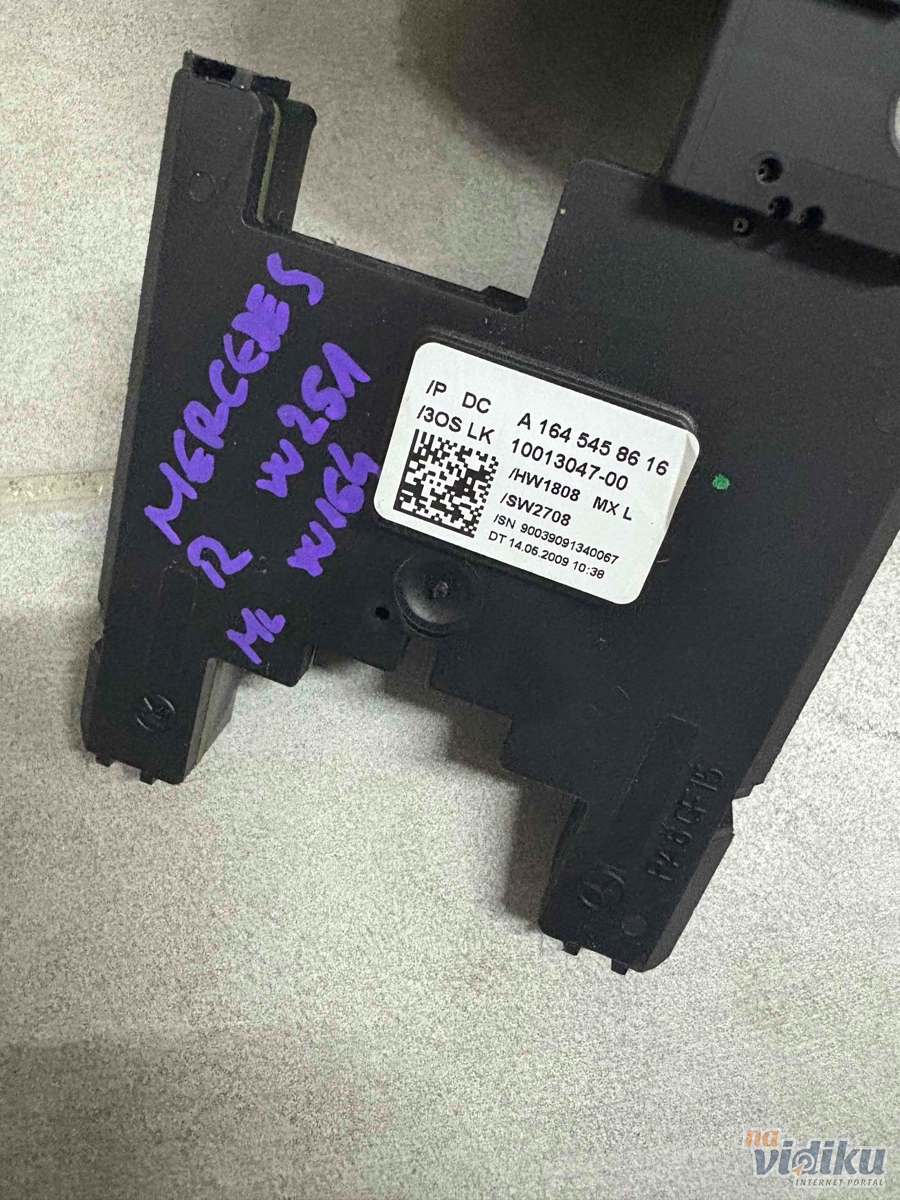 MERCEDES
R W251
ML W164
/P DC A 164 545 86 16
/3OS LK 10013047-00
/HW1808 MX L
/SW2708
/SN 90039091340067
DT 14.05.2009 10:38
na
vidiku
INTERNET PORTAL